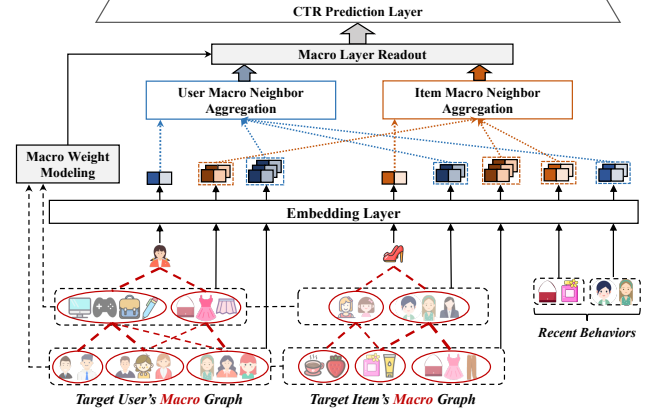 CTR Prediction Layer
Macro Layer Readout
User Macro Neighbor
Aggregation
Item Macro Neighbor
Aggregation
Macro Weight
Modeling
Embedding Layer
Recent Behaviors
Target User's Macro Graph
Target Item's Macro Graph